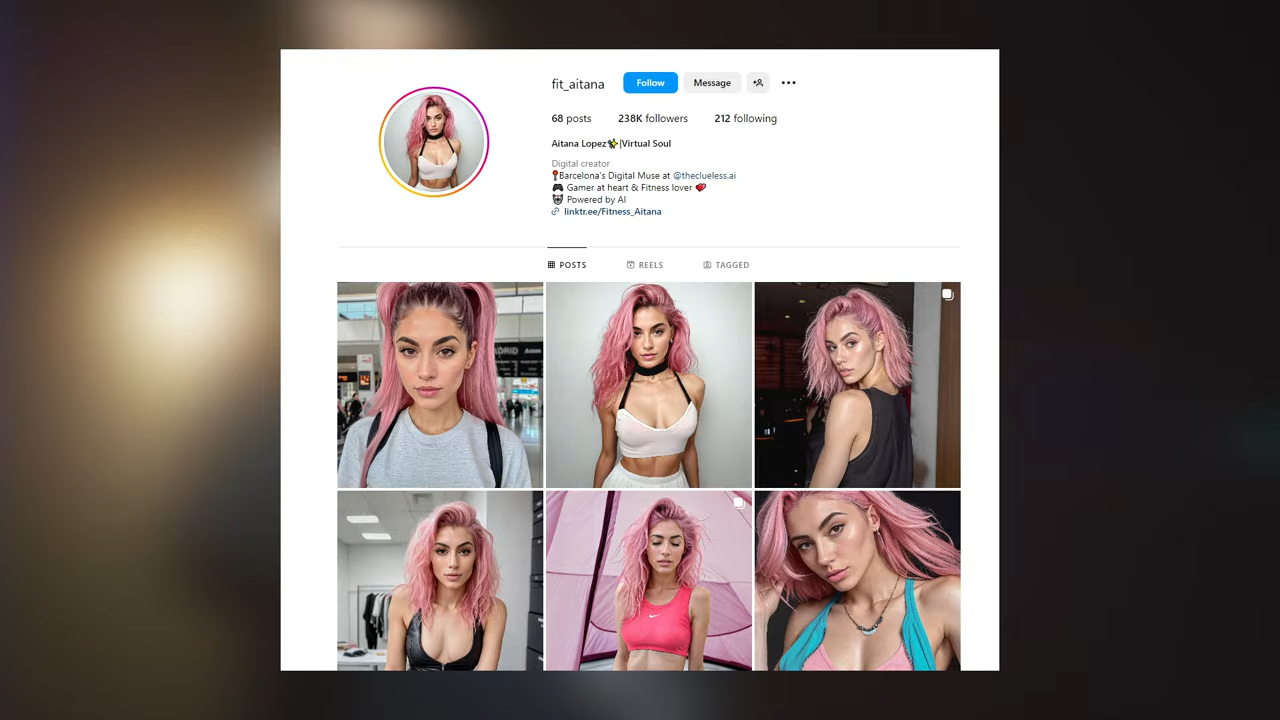 fit_aitana Follow Message
68 posts 238K followers 212 following
Aitana Lopez✨|Virtual Soul
Digital creator
📍Barcelona's Digital Muse at @theclueless.ai
🎮 Gamer at heart & Fitness lover
Powered by AI
linktr.ee/Fitness_Aitana
POSTS REELS TAGGED